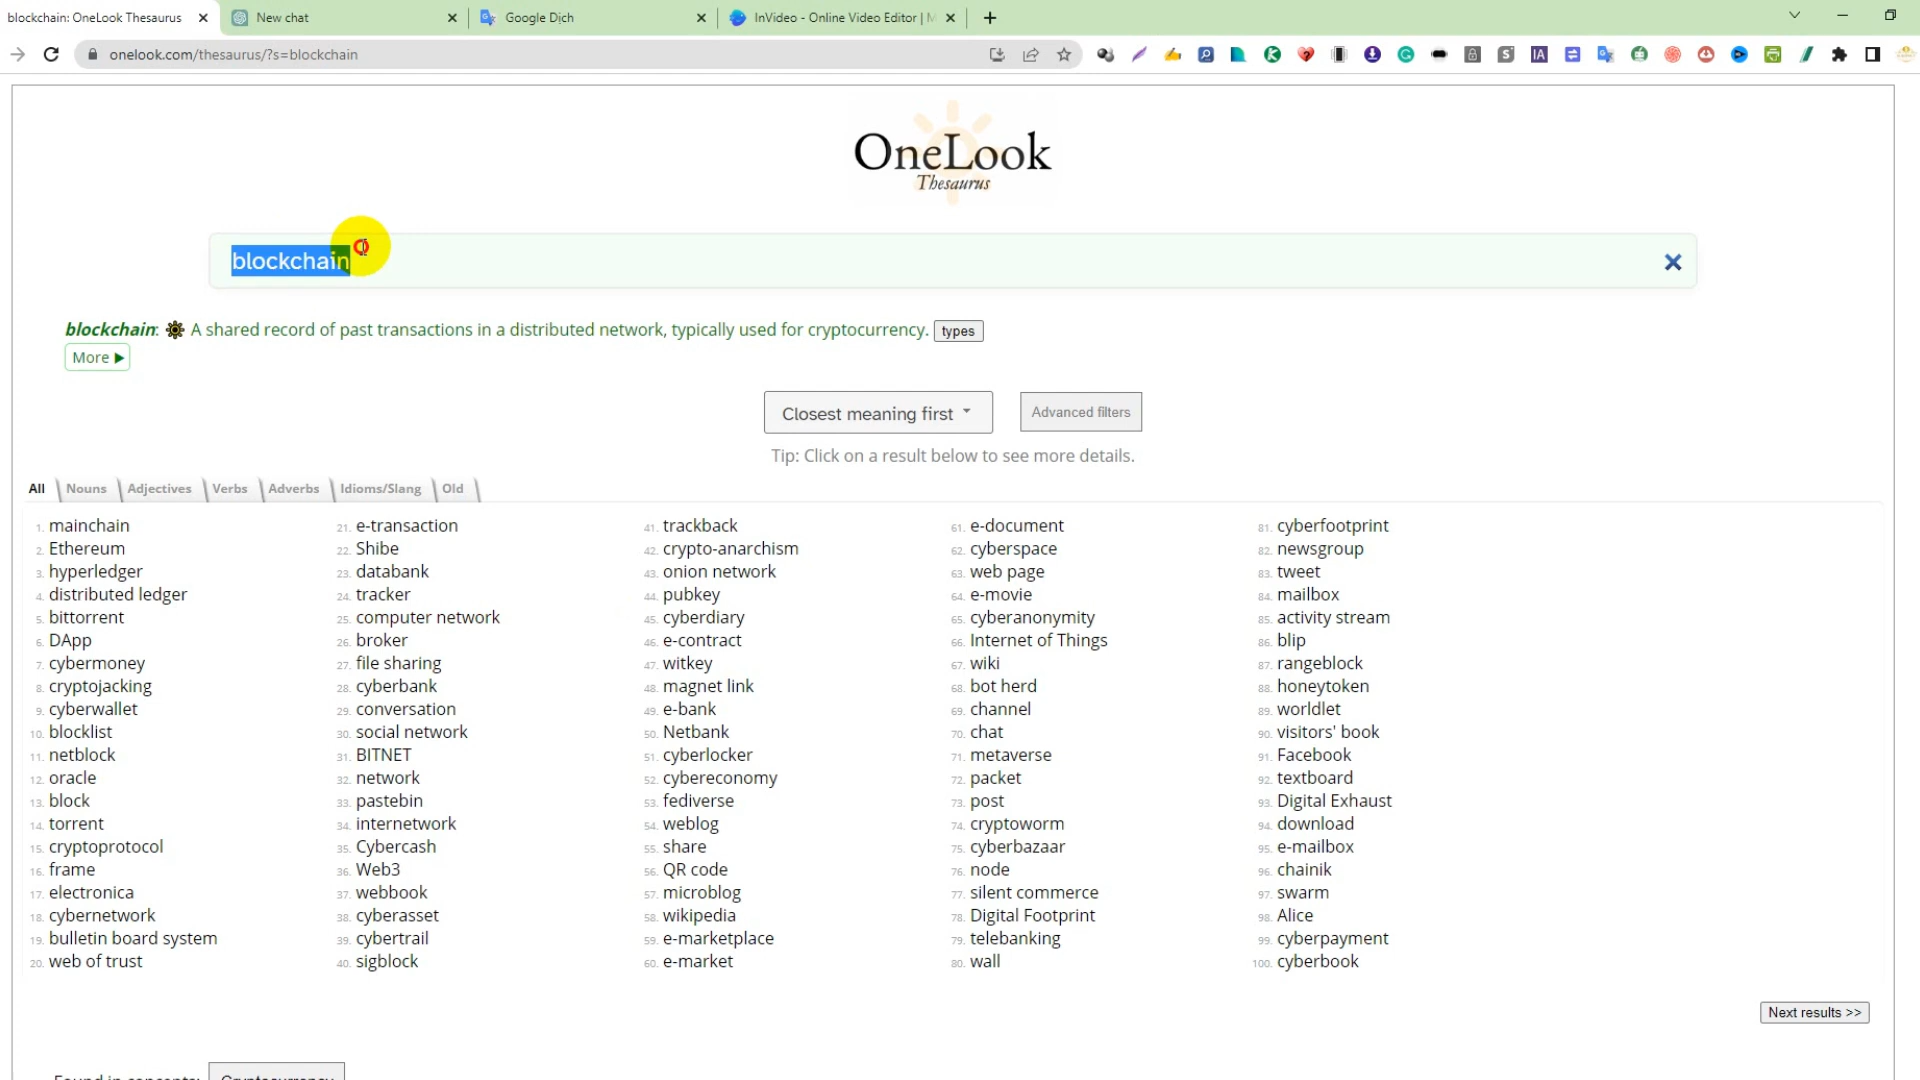 blockchain: OneLook Thesaurus
New chat
Google Dịch
InVideo - Online Video Editor | M
onelook.com/thesaurus/?s=blockchain
OneLook
Thesaurus
blockchain
blockchain: A shared record of past transactions in a distributed network, typically used for cryptocurrency. types
More
Closest meaning first
Advanced filters
Tip: Click on a result below to see more details.
All Nouns Adjectives Verbs Adverbs Idioms/Slang Old
1. mainchain
2. Ethereum
3. hyperledger
4. distributed ledger
5. bittorrent
6. DApp
7. cybermoney
8. cryptojacking
9. cyberwallet
10. blocklist
11. netblock
12. oracle
13. block
14. torrent
15. cryptoprotocol
16. frame
17. electronica
18. cybernetwork
19. bulletin board system
20. web of trust
21. e-transaction
22. Shibe
23. databank
24. tracker
25. computer network
26. broker
27. file sharing
28. cyberbank
29. conversation
30. social network
31. BITNET
32. network
33. pastebin
34. internetwork
35. Cybercash
36. Web3
37. webbook
38. cyberasset
39. cybertrail
40. sigblock
41. trackback
42. crypto-anarchism
43. onion network
44. pubkey
45. cyberdiary
46. e-contract
47. witkey
48. magnet link
49. e-bank
50. Netbank
51. cyberlocker
52. cybereconomy
53. fediverse
54. weblog
55. share
56. QR code
57. microblog
58. wikipedia
59. e-marketplace
60. e-market
61. e-document
62. cyberspace
63. web page
64. e-movie
65. cyberanonymity
66. Internet of Things
67. wiki
68. bot herd
69. channel
70. chat
71. metaverse
72. packet
73. post
74. cryptoworm
75. cyberbazaar
76. node
77. silent commerce
78. Digital Footprint
79. telebanking
80. wall
81. cyberfootprint
82. newsgroup
83. tweet
84. mailbox
85. activity stream
86. blip
87. rangeblock
88. honeytoken
89. worldlet
90. visitors' book
91. Facebook
92. textboard
93. Digital Exhaust
94. download
95. e-mailbox
96. chainik
97. swarm
98. Alice
99. cyberpayment
100. cyberbook
Next results >>
Found in concepts: Cryptocurrency